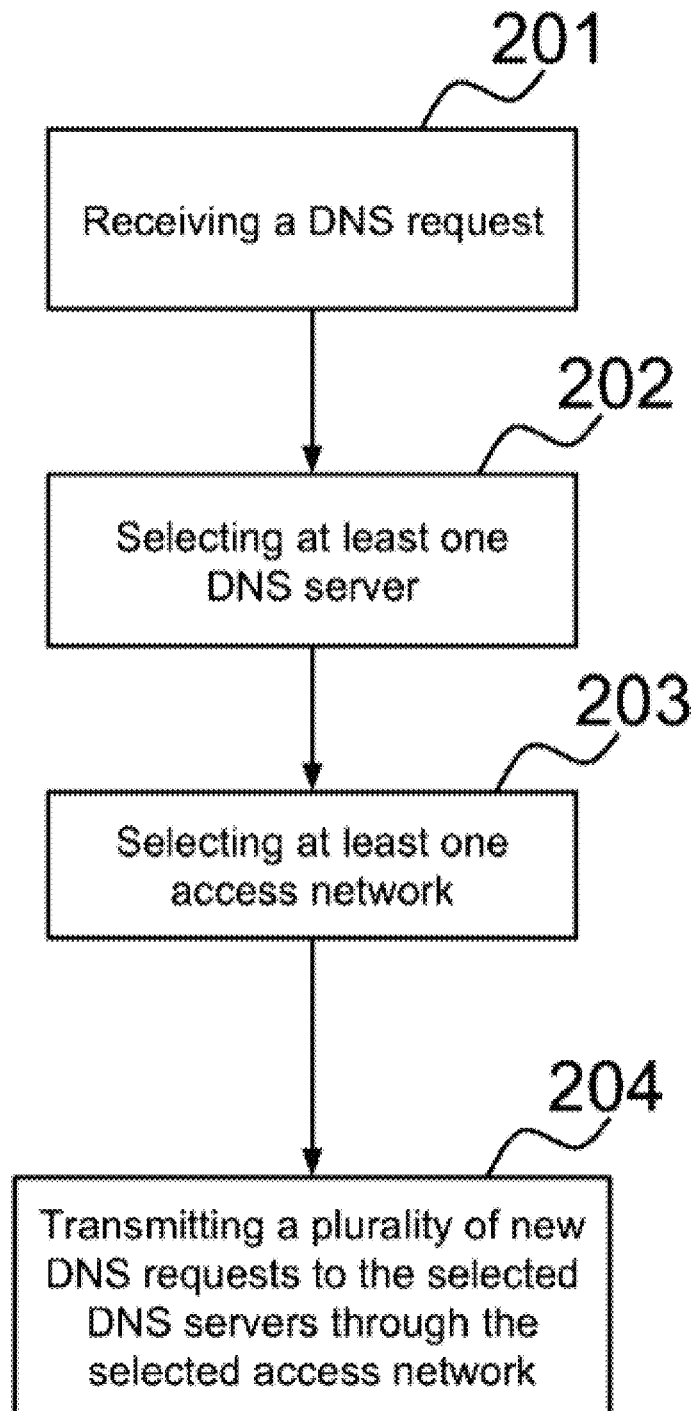 201
Receiving a DNS request
202
Selecting at least one
DNS server
203
Selecting at least one
access network
204
Transmitting a plurality of new
DNS requests to the selected
DNS servers through the
selected access network